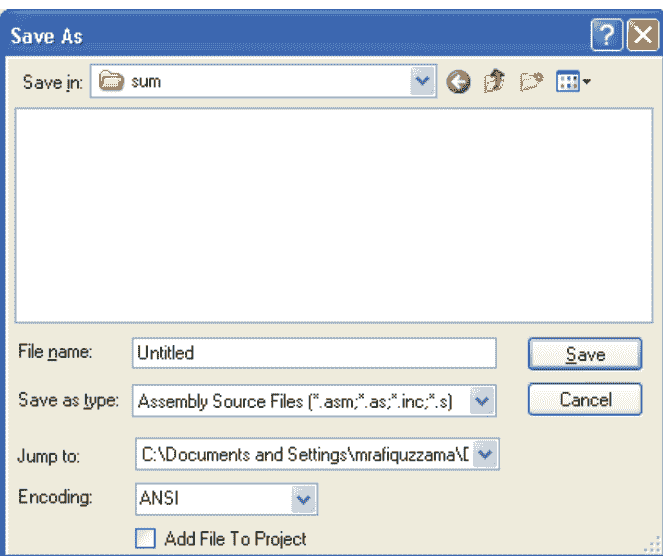 Save As
Save in: sum
File name: Untitled Save
Save as type: Assembly Source Files (*.asm;*.as;*.inc;*.s) Cancel
Jump to: C:\Documents and Settings\mrafiquzzama\
Encoding: ANSI
Add File To Project